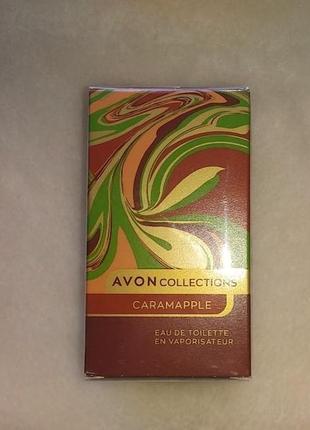 AVON COLLECTIONS
CARAMAPPLE
EAU DE TOILETTE
EN VAPORISATEUR